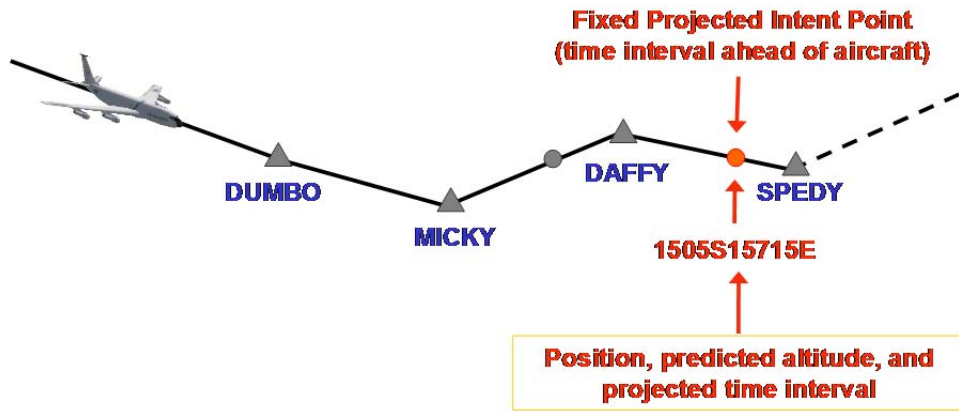 Fixed Projected Intent Point
(time interval ahead of aircraft)
DUMBO
DAFFY
SPEDY
MICKY
1505S15715E
Position, predicted altitude, and
projected time interval